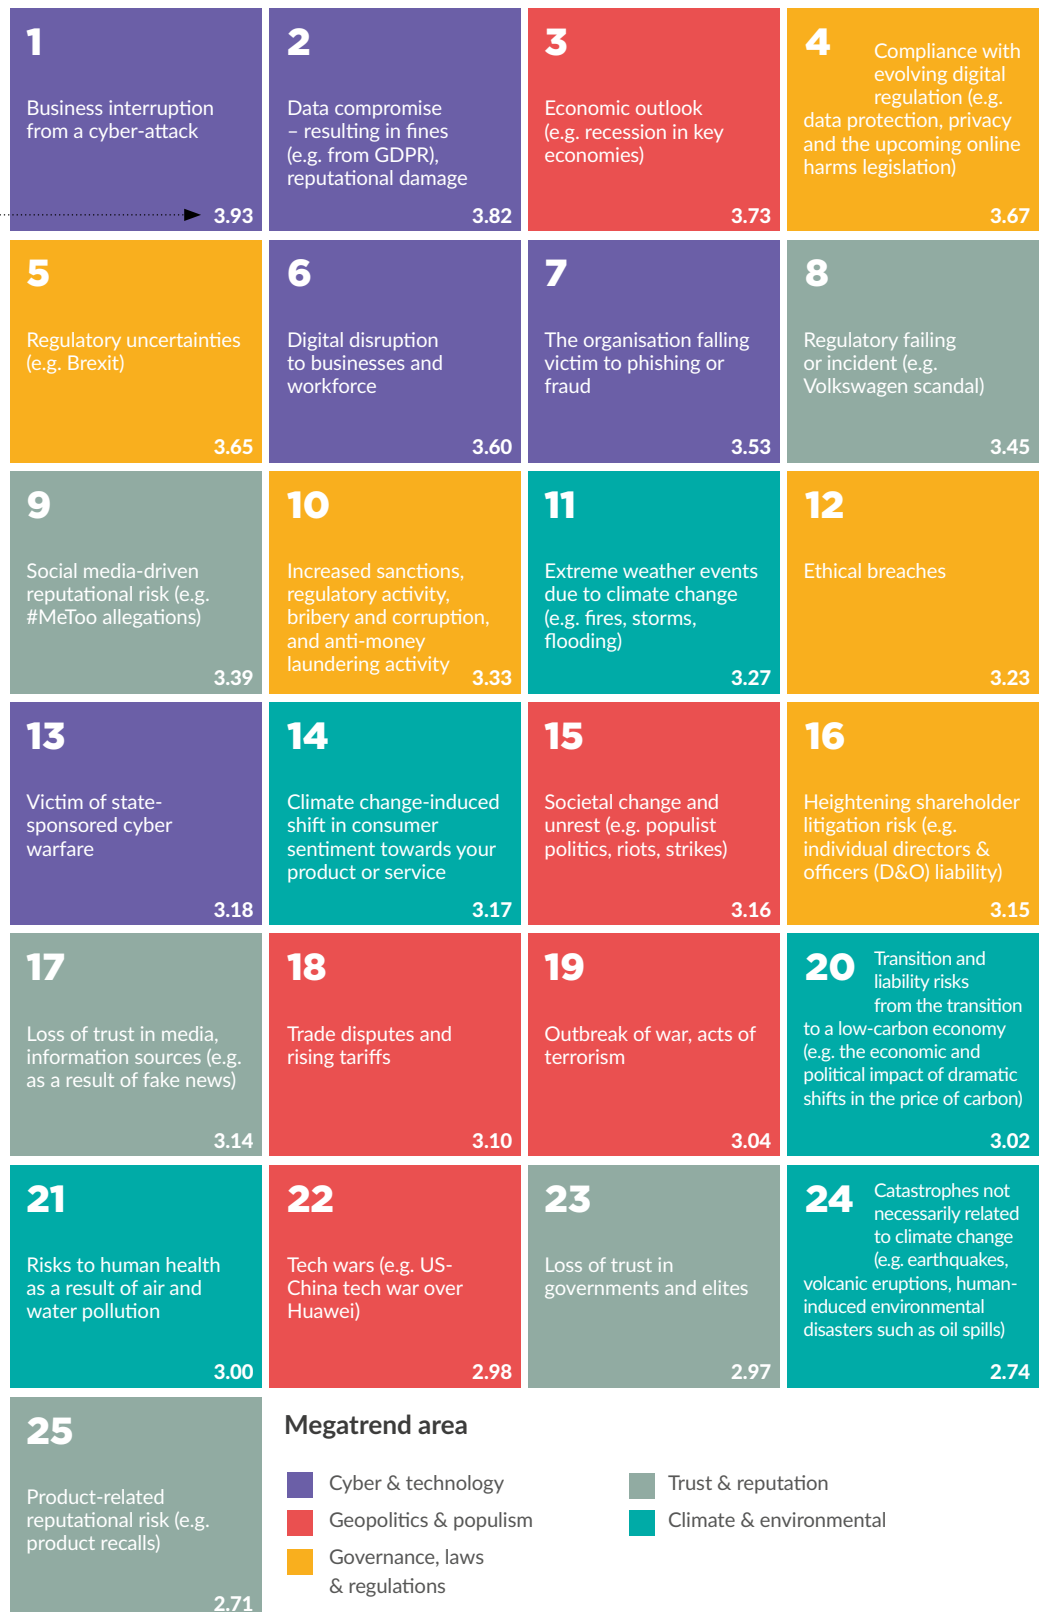 1
Business interruption
from a cyber-attack
3.93
2
Data compromise
– resulting in fines
(e.g. from GDPR),
reputational damage
3.82
3
Economic outlook
(e.g. recession in key
economies)
3.73
4
Compliance with
evolving digital
regulation (e.g.
data protection, privacy
and the upcoming online
harms legislation)
3.67
5
Regulatory uncertainties
(e.g. Brexit)
3.65
6
Digital disruption
to businesses and
workforce
3.60
7
The organisation falling
victim to phishing or
fraud
3.53
8
Regulatory failing
or incident (e.g.
Volkswagen scandal)
3.45
9
Social media-driven
reputational risk (e.g.
#MeToo allegations)
3.39
10
Increased sanctions,
regulatory activity,
bribery and corruption,
and anti-money
laundering activity
3.33
11
Extreme weather events
due to climate change
(e.g. fires, storms,
flooding)
3.27
12
Ethical breaches
3.23
13
Victim of state-
sponsored cyber
warfare
3.18
14
Climate change-induced
shift in consumer
sentiment towards your
product or service
3.17
15
Societal change and
unrest (e.g. populist
politics, riots, strikes)
3.16
16
Heightening shareholder
litigation risk (e.g.
individual directors &
officers (D&O) liability)
3.15
17
Loss of trust in media,
information sources (e.g.
as a result of fake news)
3.14
18
Trade disputes and
rising tariffs
3.10
19
Outbreak of war, acts of
terrorism
3.04
20
Transition and
liability risks
from the transition
to a low-carbon economy
(e.g. the economic and
political impact of dramatic
shifts in the price of carbon)
3.02
21
Risks to human health
as a result of air and
water pollution
3.00
22
Tech wars (e.g. US-
China tech war over
Huawei)
2.98
23
Loss of trust in
governments and elites
2.97
24
Catastrophes not
necessarily related
to climate change
(e.g. earthquakes,
volcanic eruptions, human-
induced environmental
disasters such as oil spills)
2.74
25
Product-related
reputational risk (e.g.
product recalls)
2.71
Megatrend area
Cyber & technology
Geopolitics & populism
Governance, laws
& regulations
Trust & reputation
Climate & environmental